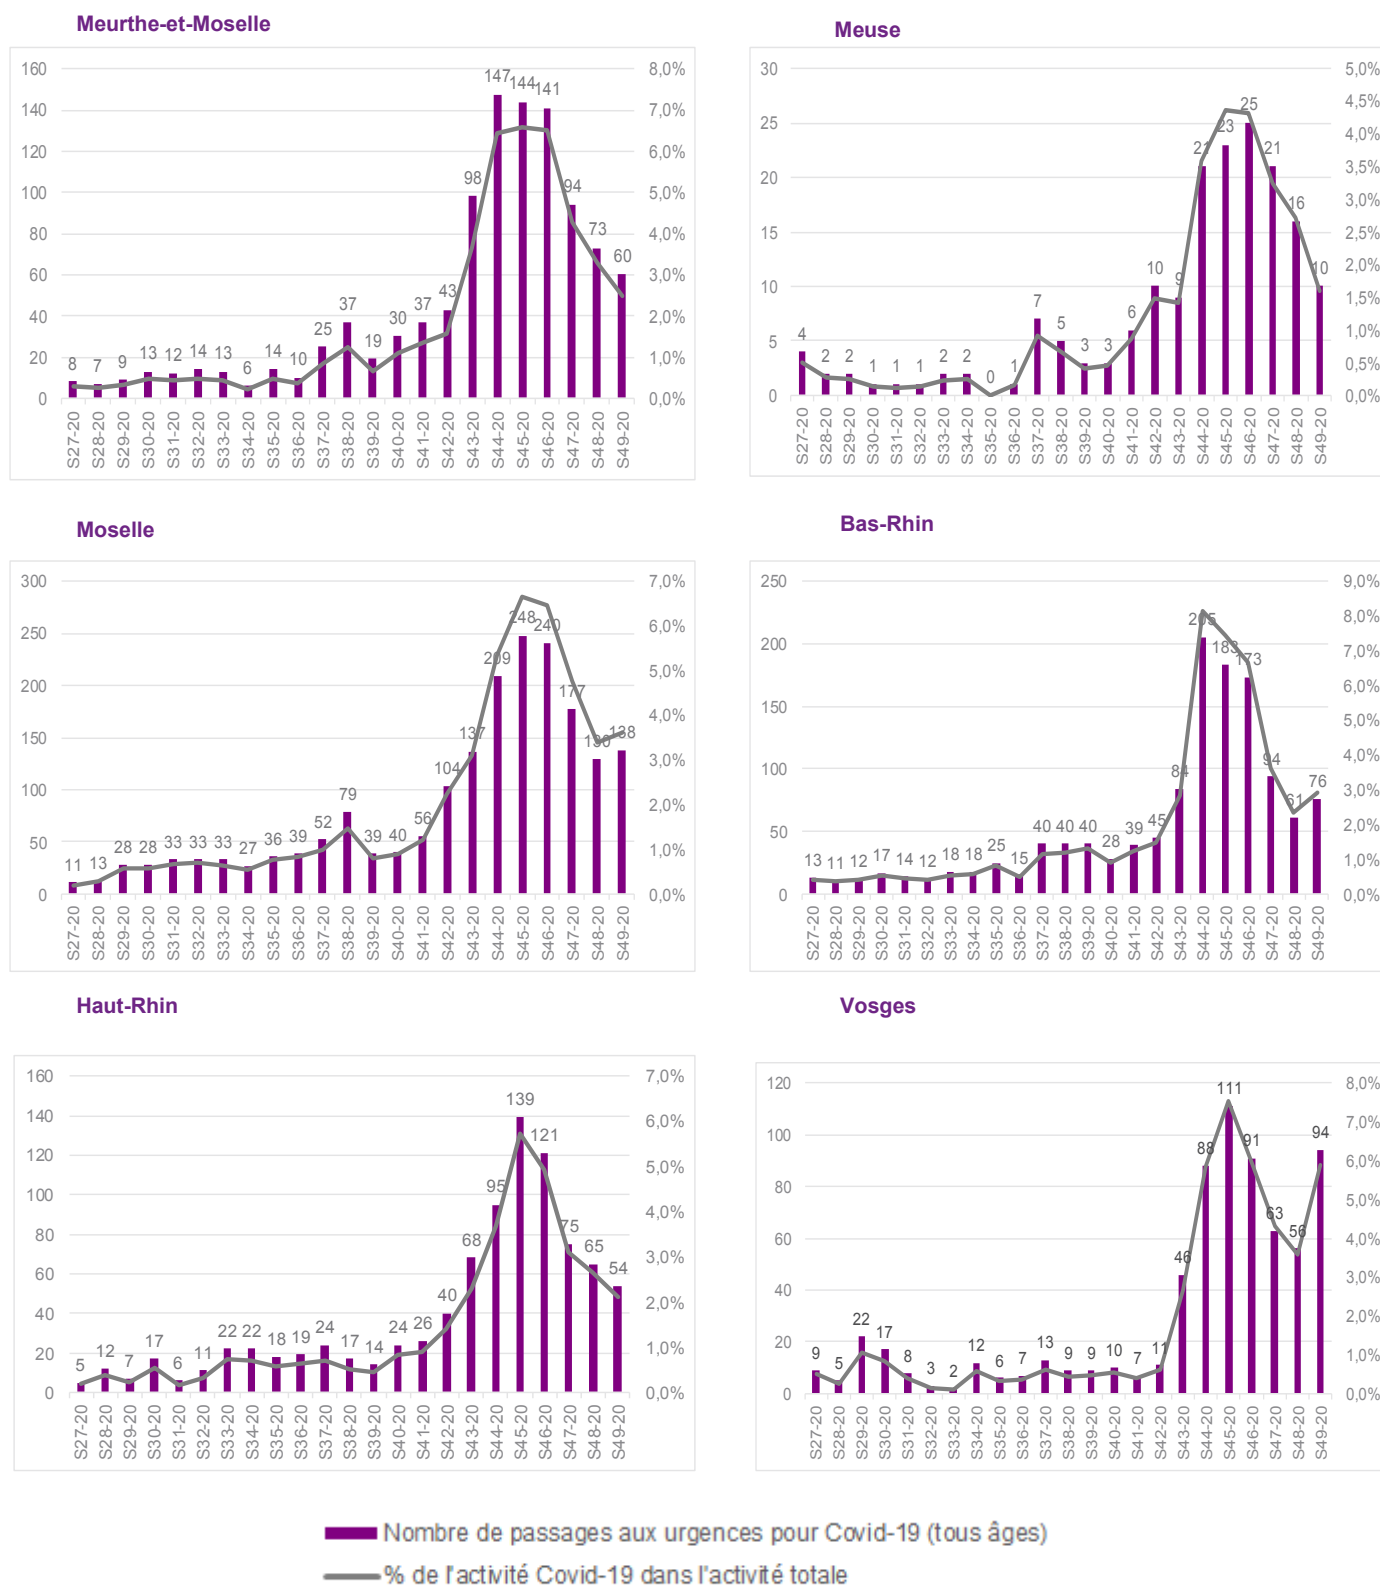 Meurthe-et-Moselle
160 8,0%
147 144 141
140 7,0%
120 6,0%
100 98 94 5,0%
80 73 4,0%
60 60 3,0%
43
40 37 37 2,0%
30
25
20 19 1,0%
8 7 9 13 12 14 13 6 14 10
0 0,0%
S27-20 S28-20 S29-20 S30-20 S31-20 S32-20 S33-20 S34-20 S35-20 S36-20 S37-20 S38-20 S39-20 S40-20 S41-20 S42-20 S43-20 S44-20 S45-20 S46-20 S47-20 S48-20 S49-20
Meuse
30 5,0%
4,5%
25 25 4,0%
23
21 21 3,5%
20 3,0%
16
15 2,5%
2,0%
10 10 9 10 1,5%
7 6
5 5 1,0%
4 3 3
2 2 1 1 1 2 2 0 1 0,5%
0 0,0%
S27-20 S28-20 S29-20 S30-20 S31-20 S32-20 S33-20 S34-20 S35-20 S36-20 S37-20 S38-20 S39-20 S40-20 S41-20 S42-20 S43-20 S44-20 S45-20 S46-20 S47-20 S48-20 S49-20
Moselle
300 7,0%
248 240 6,0%
250
209 5,0%
200 177
4,0%
150 137 130 138
3,0%
104
100 79
2,0%
50 52 56
11 13 28 28 33 33 33 27 36 39 39 40 1,0%
0 0,0%
S27-20 S28-20 S29-20 S30-20 S31-20 S32-20 S33-20 S34-20 S35-20 S36-20 S37-20 S38-20 S39-20 S40-20 S41-20 S42-20 S43-20 S44-20 S45-20 S46-20 S47-20 S48-20 S49-20
Bas-Rhin
250 9,0%
205 8,0%
200 183 7,0%
173
150 6,0%
5,0%
100 94 4,0%
84 76 3,0%
61
50 40 40 40 39 45 2,0%
13 11 12 17 14 12 18 18 25 15 28 1,0%
0 0,0%
S27-20 S28-20 S29-20 S30-20 S31-20 S32-20 S33-20 S34-20 S35-20 S36-20 S37-20 S38-20 S39-20 S40-20 S41-20 S42-20 S43-20 S44-20 S45-20 S46-20 S47-20 S48-20 S49-20
Haut-Rhin
160 7,0%
140 139 6,0%
120 121
5,0%
100 95
4,0%
80 75
68 65 3,0%
60 54
40 40 2,0%
24 26
20 17 22 22 18 19 24 17 14 1,0%
5 12 7 6 11
0 0,0%
S27-20 S28-20 S29-20 S30-20 S31-20 S32-20 S33-20 S34-20 S35-20 S36-20 S37-20 S38-20 S39-20 S40-20 S41-20 S42-20 S43-20 S44-20 S45-20 S46-20 S47-20 S48-20 S49-20
Vosges
120 8,0%
111 7,0%
100 94
88 91 6,0%
80 5,0%
60 63 56 4,0%
46 3,0%
40
22 2,0%
20 17 12 13 11 1,0%
9 5 8 3 2 6 7 9 9 10 7
0 0,0%
S27-20 S28-20 S29-20 S30-20 S31-20 S32-20 S33-20 S34-20 S35-20 S36-20 S37-20 S38-20 S39-20 S40-20 S41-20 S42-20 S43-20 S44-20 S45-20 S46-20 S47-20 S48-20 S49-20
Nombre de passages aux urgences pour Covid-19 (tous âges)
% de l'activité Covid-19 dans l'activité totale